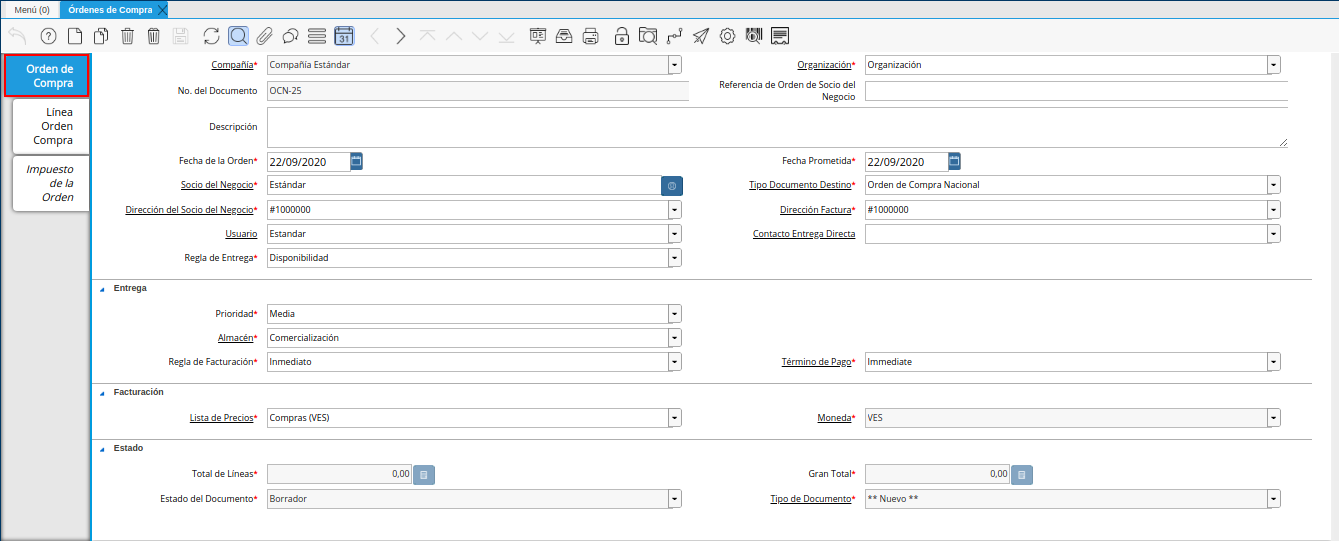 Menú (0) Órdenes de Compra
31
Orden de
Compra
Línea
Orden
Compra
Impuesto
de la
Orden
Compañía* Compañía Estándar Organización* Organización
No. del Documento OCN-25 Referencia de Orden de Socio del
Negocio
Descripción
Fecha de la Orden* 22/09/2020 Fecha Prometida* 22/09/2020
Socio del Negocio* Estándar Tipo Documento Destino* Orden de Compra Nacional
Dirección del Socio del Negocio* #1000000 Dirección Factura* #1000000
Usuario Estandar Contacto Entrega Directa
Regla de Entrega* Disponibilidad
Entrega
Prioridad* Media
Almacén* Comercialización
Regla de Facturación* Inmediato Término de Pago* Immediate
Facturación
Lista de Precios* Compras (VES) Moneda* VES
Estado
Total de Líneas* 0,00 Gran Total* 0,00
Estado del Documento* Borrador Tipo de Documento* ** Nuevo **